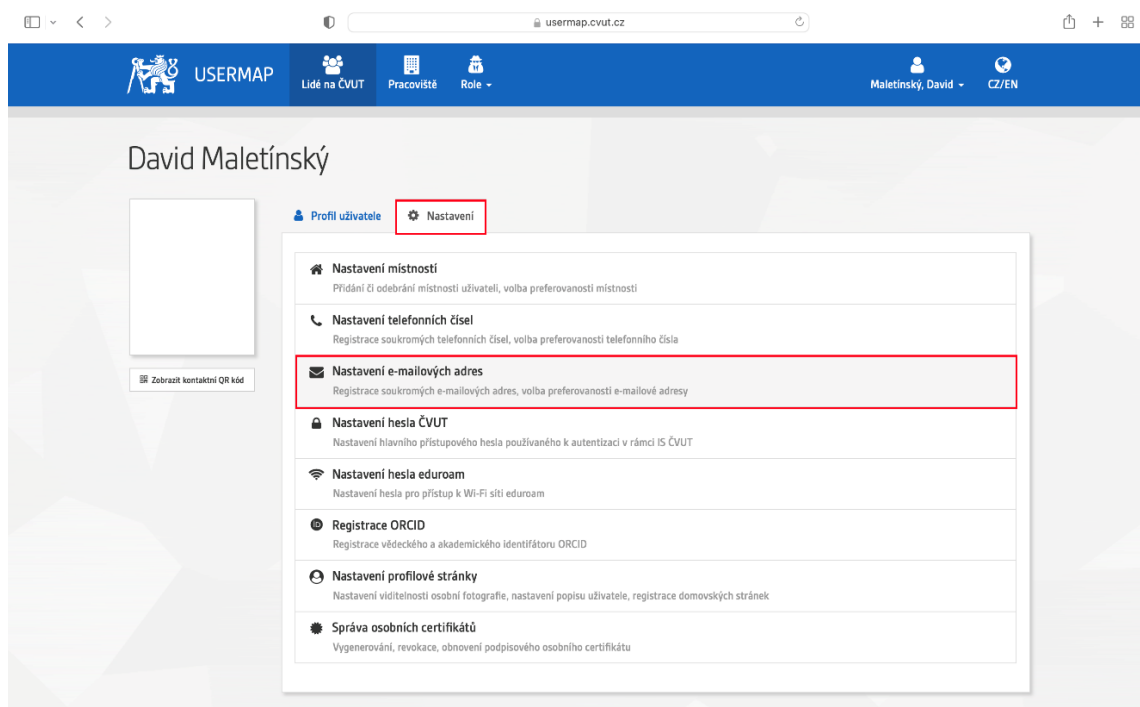 usermap.cvut.cz
USERMAP
Lidé na ČVUT
Pracoviště
Role
Maletínský, David
CZ/EN
David Maletínský
Profil uživatele
Nastavení
Zobrazit kontaktní QR kód
Nastavení místností
Přidání či odebrání místnosti uživateli, volba preferovanosti místnosti
Nastavení telefonních čísel
Registrace soukromých telefonních čísel, volba preferovanosti telefonního čísla
Nastavení e-mailových adres
Registrace soukromých e-mailových adres, volba preferovanosti e-mailové adresy
Nastavení hesla ČVUT
Nastavení hlavního přístupového hesla používaného k autentizaci v rámci IS ČVUT
Nastavení hesla eduroam
Nastavení hesla pro přístup k Wi-Fi síti eduroam
Registrace ORCID
Registrace vědeckého a akademického identifátoru ORCID
Nastavení profilové stránky
Nastavení viditelnosti osobní fotografie, nastavení popisu uživatele, registrace domovských stránek
Správa osobních certifikátů
Vygenerování, revokace, obnovení podpisového osobního certifikátu